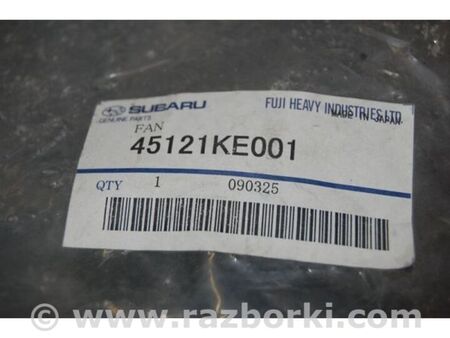 SUBARU FUJI HEAVY INDUSTRIES LTD.
GENUINE PARTS MADE IN JAPAN
FAN
45121KE001
QTY 1 090325
© www.razborki.com